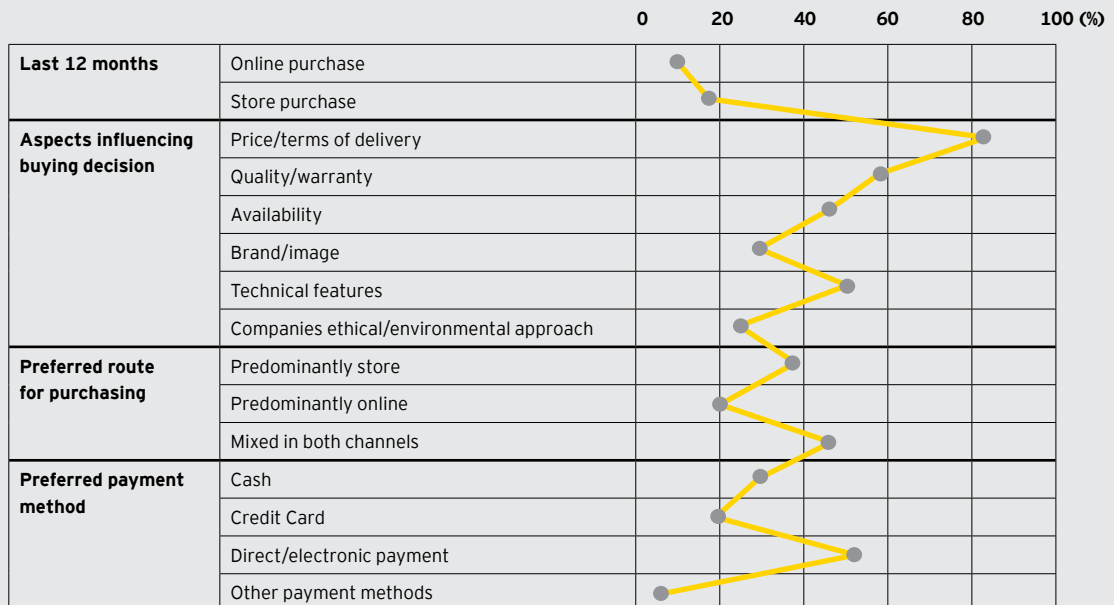 0 20 40 60 80 100 (%)
Last 12 months
Online purchase
Store purchase
Aspects influencing
buying decision
Price/terms of delivery
Quality/warranty
Availability
Brand/image
Technical features
Companies ethical/environmental approach
Preferred route
for purchasing
Predominantly store
Predominantly online
Mixed in both channels
Preferred payment
method
Cash
Credit Card
Direct/electronic payment
Other payment methods